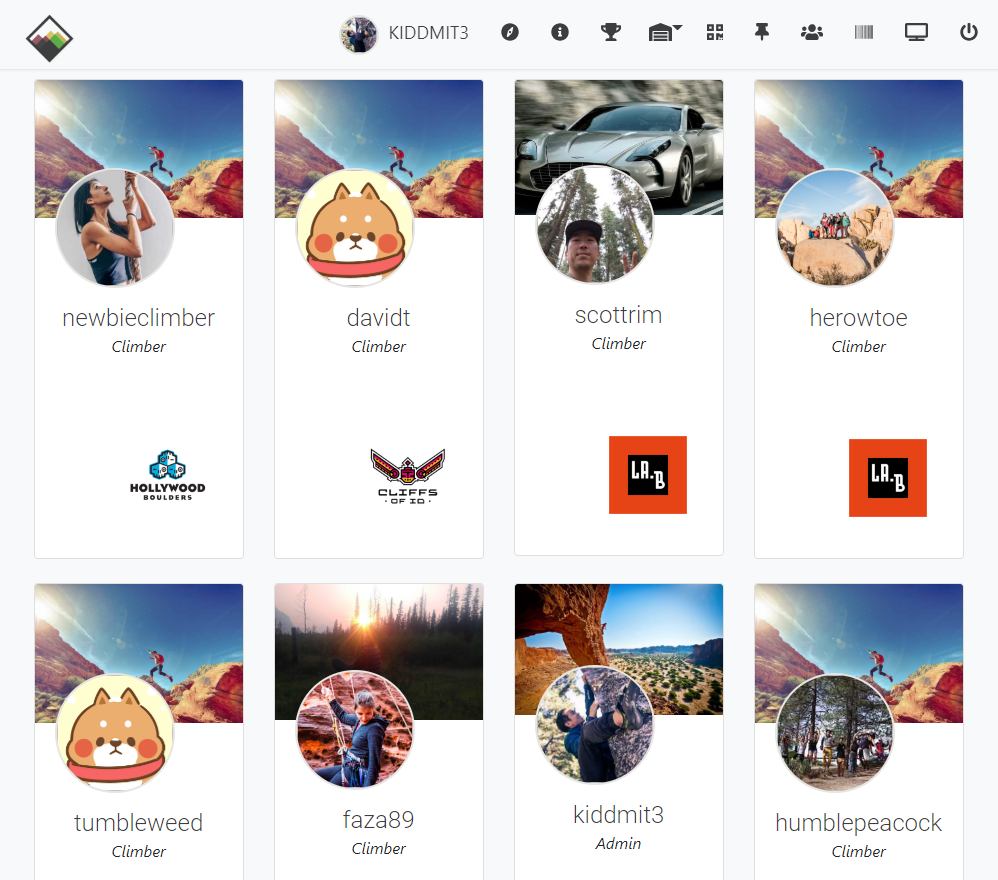 KIDDMIT3
newbieclimber
Climber
davidt
Climber
scottrim
Climber
herowtoe
Climber
HOLLYWOOD
BOULDERS
CLIFFS
OF ID
LA.B
LA.B
tumbleweed
Climber
faza89
Climber
kiddmit3
Admin
humblepeacock
Climber